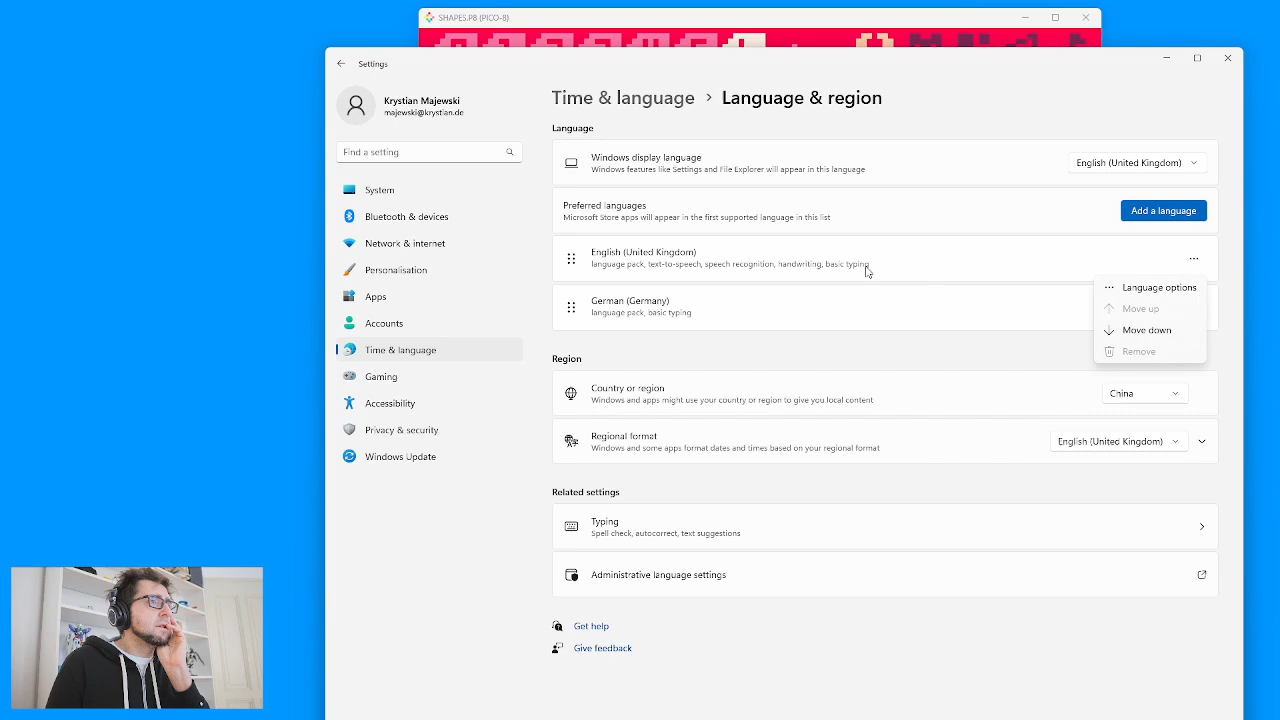 SHAPES.P8 (PICO-8)
Settings
Krystian Majewski
majewski@krystian.de
Find a setting
System
Bluetooth & devices
Network & internet
Personalisation
Apps
Accounts
Time & language
Gaming
Accessibility
Privacy & security
Windows Update
Time & language › Language & region
Language
Windows display language
Windows features like Settings and File Explorer will appear in this language
English (United Kingdom)
Preferred languages
Microsoft Store apps will appear in the first supported language in this list
Add a language
English (United Kingdom)
language pack, text-to-speech, speech recognition, handwriting, basic typing
German (Germany)
language pack, basic typing
Language options
Move up
Move down
Remove
Region
Country or region
Windows and apps might use your country or region to give you local content
China
Regional format
Windows and some apps format dates and times based on your regional format
English (United Kingdom)
Related settings
Typing
Spell check, autocorrect, text suggestions
Administrative language settings
Get help
Give feedback